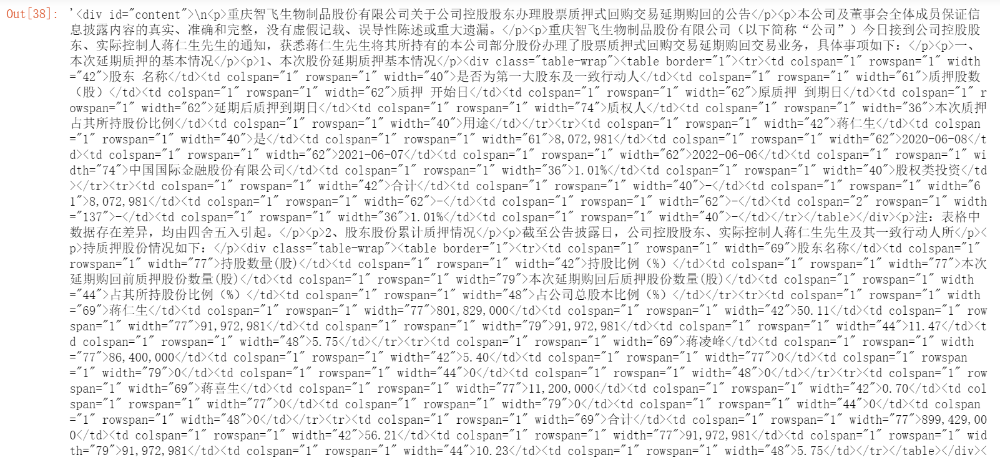 Out[38]: '<div id="content">\n<p>重庆智飞生物制品股份有限公司关于公司控股股东办理股票质押式回购交易延期购回的公告</p><p>本公司及董事会全体成员保证信
息披露内容的真实、准确和完整，没有虚假记载、误导性陈述或重大遗漏。</p><p>重庆智飞生物制品股份有限公司（以下简称“公司”）今日接到公司控股股
东、实际控制人蒋仁生先生的通知，获悉蒋仁生先生将其所持有的本公司部分股份办理了股票质押式回购交易延期购回交易业务，具体事项如下：</p><p>一、
本次延期质押的基本情况</p><p>1、本次股份延期质押基本情况</p><div class="table-wrap"><table border="1"><tr><td colspan="1" rowspan="1" width
="42">股东 名称</td><td colspan="1" rowspan="1" width="40">是否为第一大股东及一致行动人</td><td colspan="1" rowspan="1" width="61">质押股数
（股）</td><td colspan="1" rowspan="1" width="62">质押 开始日</td><td colspan="1" rowspan="1" width="62">原质押 到期日</td><td colspan="1" r
owspan="1" width="62">延期后质押到期日</td><td colspan="1" rowspan="1" width="74">质权人</td><td colspan="1" rowspan="1" width="36">本次质押
占其所持股份比例</td><td colspan="1" rowspan="1" width="40">用途</td></tr><tr><td colspan="1" rowspan="1" width="42">蒋仁生</td><td colspan
="1" rowspan="1" width="40">是</td><td colspan="1" rowspan="1" width="61">8,072,981</td><td colspan="1" rowspan="1" width="62">2020-06-08</t
d><td colspan="1" rowspan="1" width="62">2021-06-07</td><td colspan="1" rowspan="1" width="62">2022-06-06</td><td colspan="1" rowspan="1" wi
dth="74">中国国际金融股份有限公司</td><td colspan="1" rowspan="1" width="36">1.01%</td><td colspan="1" rowspan="1" width="40">股权类投资</td
></tr><tr><td colspan="1" rowspan="1" width="42">合计</td><td colspan="1" rowspan="1" width="40">-</td><td colspan="1" rowspan="1" width="6
1">8,072,981</td><td colspan="1" rowspan="1" width="62">-</td><td colspan="1" rowspan="1" width="62">-</td><td colspan="2" rowspan="1" width
="137">-</td><td colspan="1" rowspan="1" width="36">1.01%</td><td colspan="1" rowspan="1" width="40">-</td></tr></table></div><p>注：表格中
数据存在差异，均由四舍五入引起。</p><p>2、股东股份累计质押情况</p><p>截至公告披露日，公司控股股东、实际控制人蒋仁生先生及其一致行动人所</p><
p>持质押股份情况如下：</p><div class="table-wrap"><table border="1"><tr><td colspan="1" rowspan="1" width="69">股东名称</td><td colspan="1"
rowspan="1" width="77">持股数量(股)</td><td colspan="1" rowspan="1" width="42">持股比例（%）</td><td colspan="1" rowspan="1" width="77">本次
延期购回前质押股份数量(股)</td><td colspan="1" rowspan="1" width="79">本次延期购回后质押股份数量(股)</td><td colspan="1" rowspan="1" width
="44">占其所持股份比例（%）</td><td colspan="1" rowspan="1" width="48">占公司总股本比例（%）</td></tr><tr><td colspan="1" rowspan="1" width
="69">蒋仁生</td><td colspan="1" rowspan="1" width="77">801,829,000</td><td colspan="1" rowspan="1" width="42">50.11</td><td colspan="1" row
span="1" width="77">91,972,981</td><td colspan="1" rowspan="1" width="79">91,972,981</td><td colspan="1" rowspan="1" width="44">11.47</td><t
d colspan="1" rowspan="1" width="48">5.75</td></tr><tr><td colspan="1" rowspan="1" width="69">蒋凌峰</td><td colspan="1" rowspan="1" width
="77">86,400,000</td><td colspan="1" rowspan="1" width="42">5.40</td><td colspan="1" rowspan="1" width="77">0</td><td colspan="1" rowspan
="1" width="79">0</td><td colspan="1" rowspan="1" width="44">0</td><td colspan="1" rowspan="1" width="48">0</td></tr><tr><td colspan="1" row
span="1" width="69">蒋喜生</td><td colspan="1" rowspan="1" width="77">11,200,000</td><td colspan="1" rowspan="1" width="42">0.70</td><td col
span="1" rowspan="1" width="77">0</td><td colspan="1" rowspan="1" width="79">0</td><td colspan="1" rowspan="1" width="44">0</td><td colspan
="1" rowspan="1" width="48">0</td></tr><tr><td colspan="1" rowspan="1" width="69">合计</td><td colspan="1" rowspan="1" width="77">899,429,00
0</td><td colspan="1" rowspan="1" width="42">56.21</td><td colspan="1" rowspan="1" width="77">91,972,981</td><td colspan="1" rowspan="1" wid
th="79">91,972,981</td><td colspan="1" rowspan="1" width="44">10.23</td><td colspan="1" rowspan="1" width="48">5.75</td></tr></table></div><